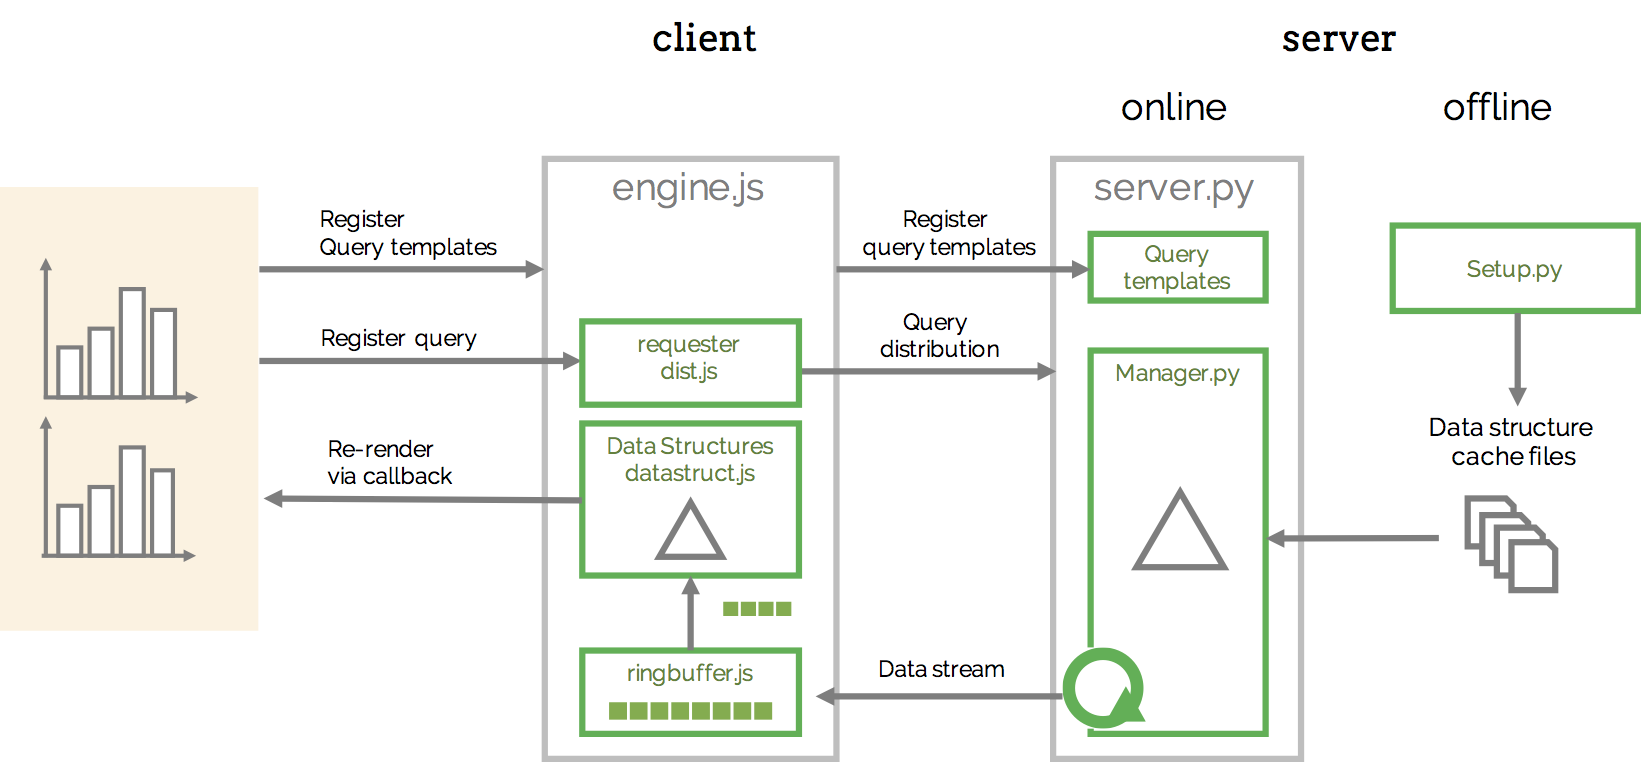 client
server
online
offline
engine.js
server.py
Register
Query templates
Register
query templates
Query
templates
Setup.py
Register query
requester
dist.js
Query
distribution
Manager.py
Re-render
via callback
Data Structures
datastruct.js
Data structure
cache files
ringbuffer.js
Data stream